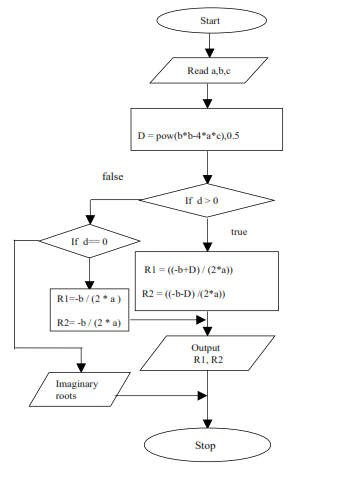 Start
Read a,b,c
D = pow(b*b-4*a*c),0.5
false
If d > 0
true
If d== 0
R1 = ((-b+D) / (2*a))
R2 = ((-b-D) /(2*a))
R1=-b / (2 * a )
R2= -b / (2 * a)
Output
R1, R2
Imaginary
roots
Stop